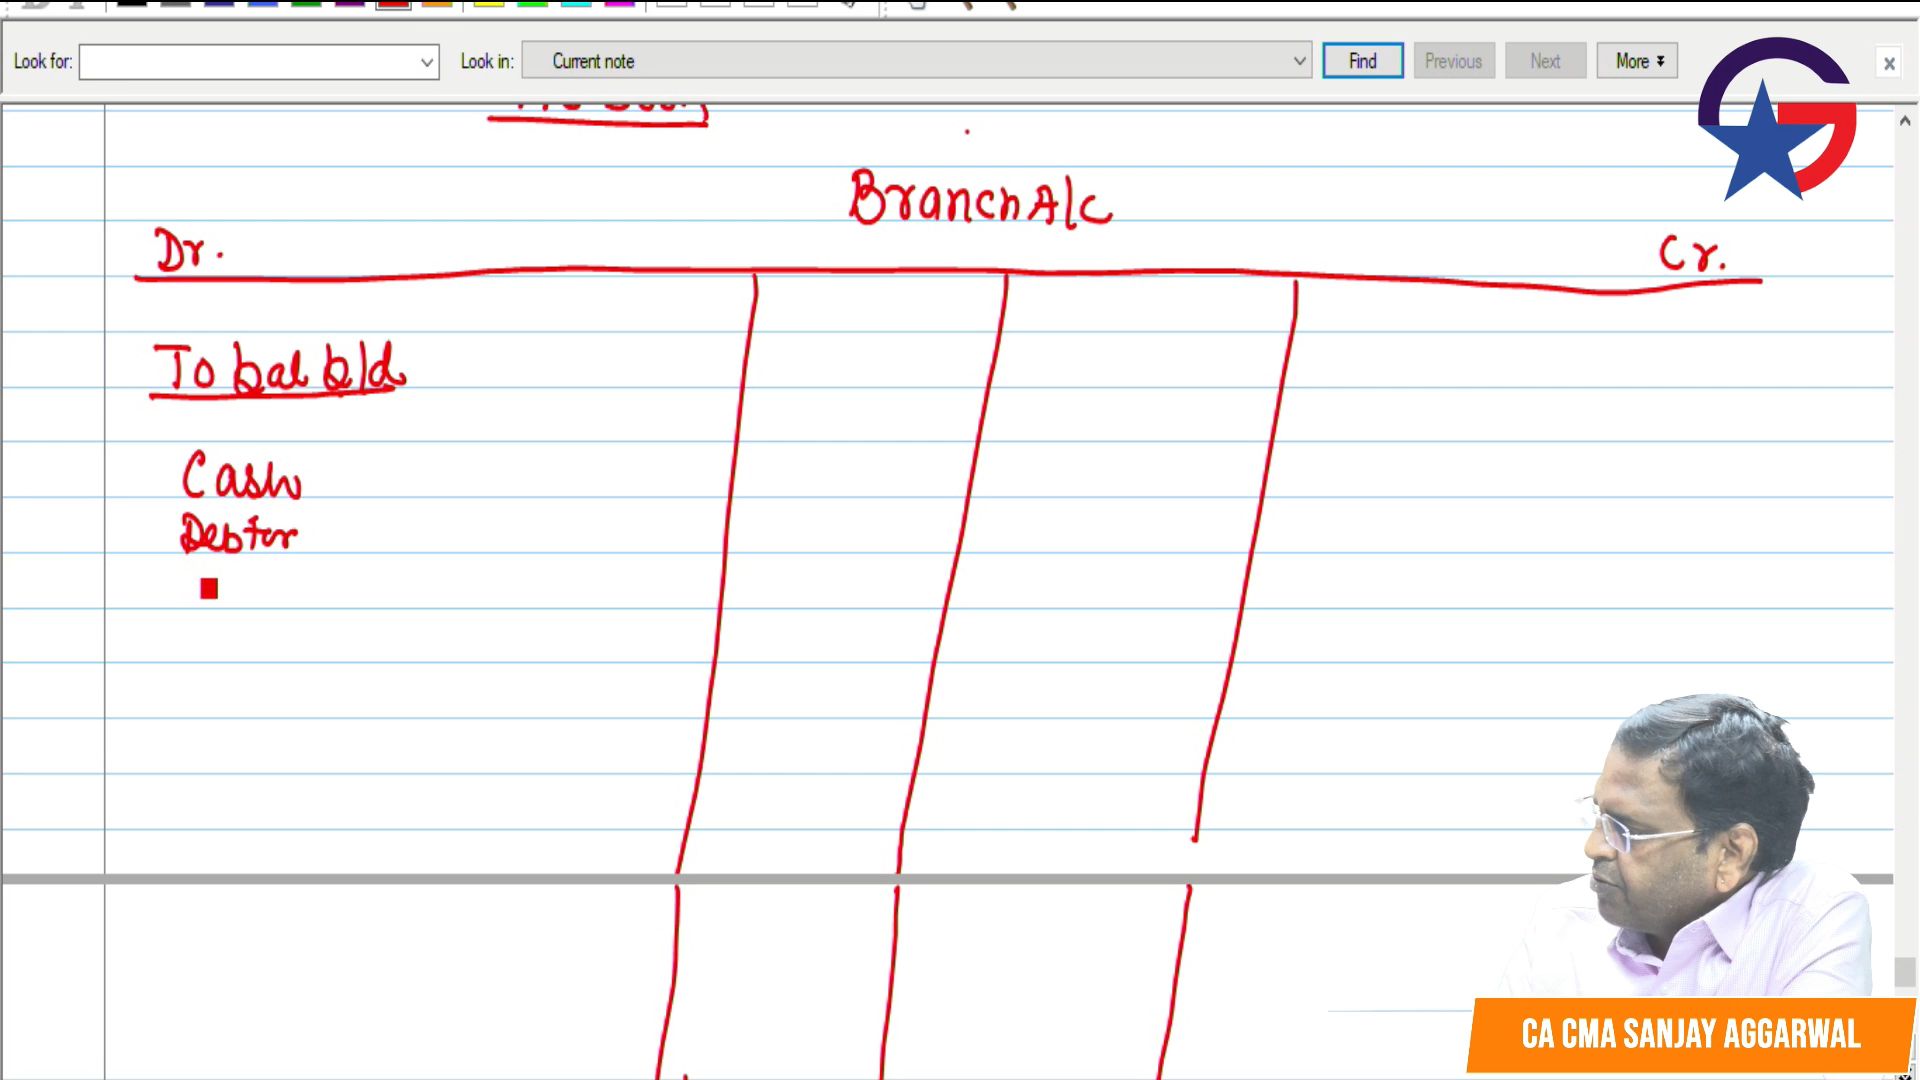 Look for:
Look in: Current note Find Previous Next More
Branch A/c
Dr. Cr.
To bal b/d
Cash
Debtor
CA CMA SANJAY AGGARWAL